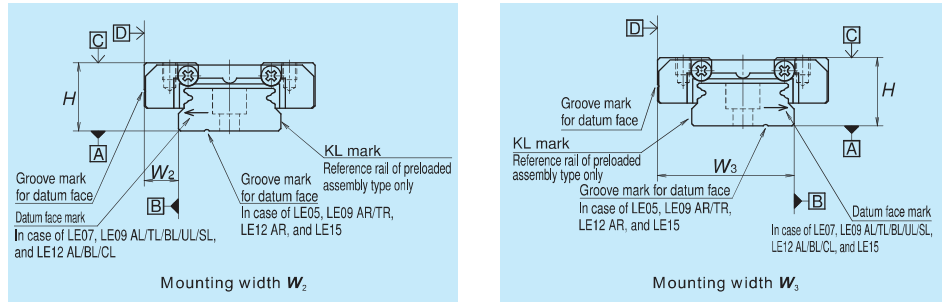 D
C
H
A
W2
B
KL mark
Reference rail of preloaded
assembly type only
Groove mark
for datum face
Groove mark
for datum face
In case of LE05, LE09 AR/TR,
LE12 AR, and LE15
Datum face mark
In case of LE07, LE09 AL/TL/BL/UL/SL,
and LE12 AL/BL/CL
Mounting width W2
D
C
H
A
Groove mark
for datum face
KL mark
Reference rail of preloaded
assembly type only
W3
Groove mark for datum face
In case of LE05, LE09 AR/TR,
LE12 AR, and LE15
B
Datum face mark
In case of LE07, LE09 AL/TL/BL/UL/SL,
LE12 AL/BL/CL, and LE15
Mounting width W3